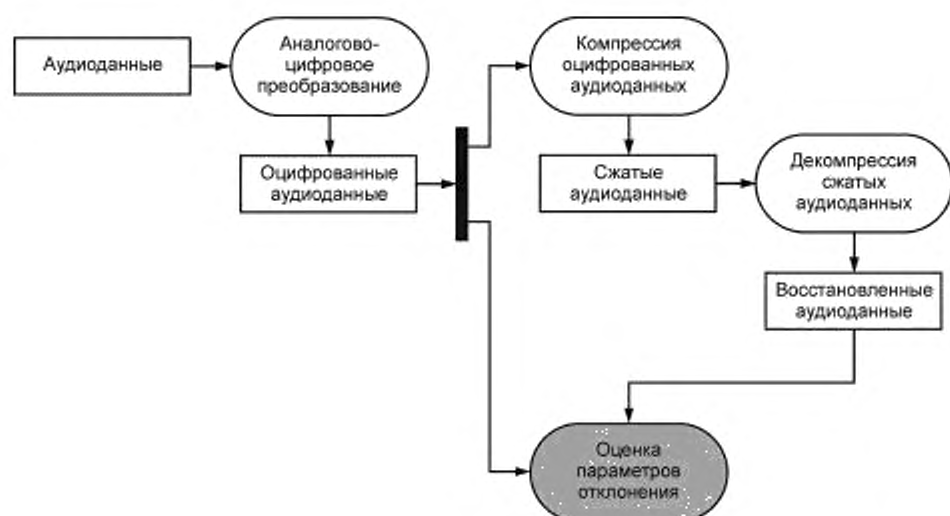 Аудиоданные
Аналогово-
цифровое
преобразование
Оцифрованные
аудиоданные
Компрессия
оцифрованных
аудиоданных
Сжатые
аудиоданные
Декомпрессия
сжатых
аудиоданных
Восстановленные
аудиоданные
Оценка
параметров
отклонения